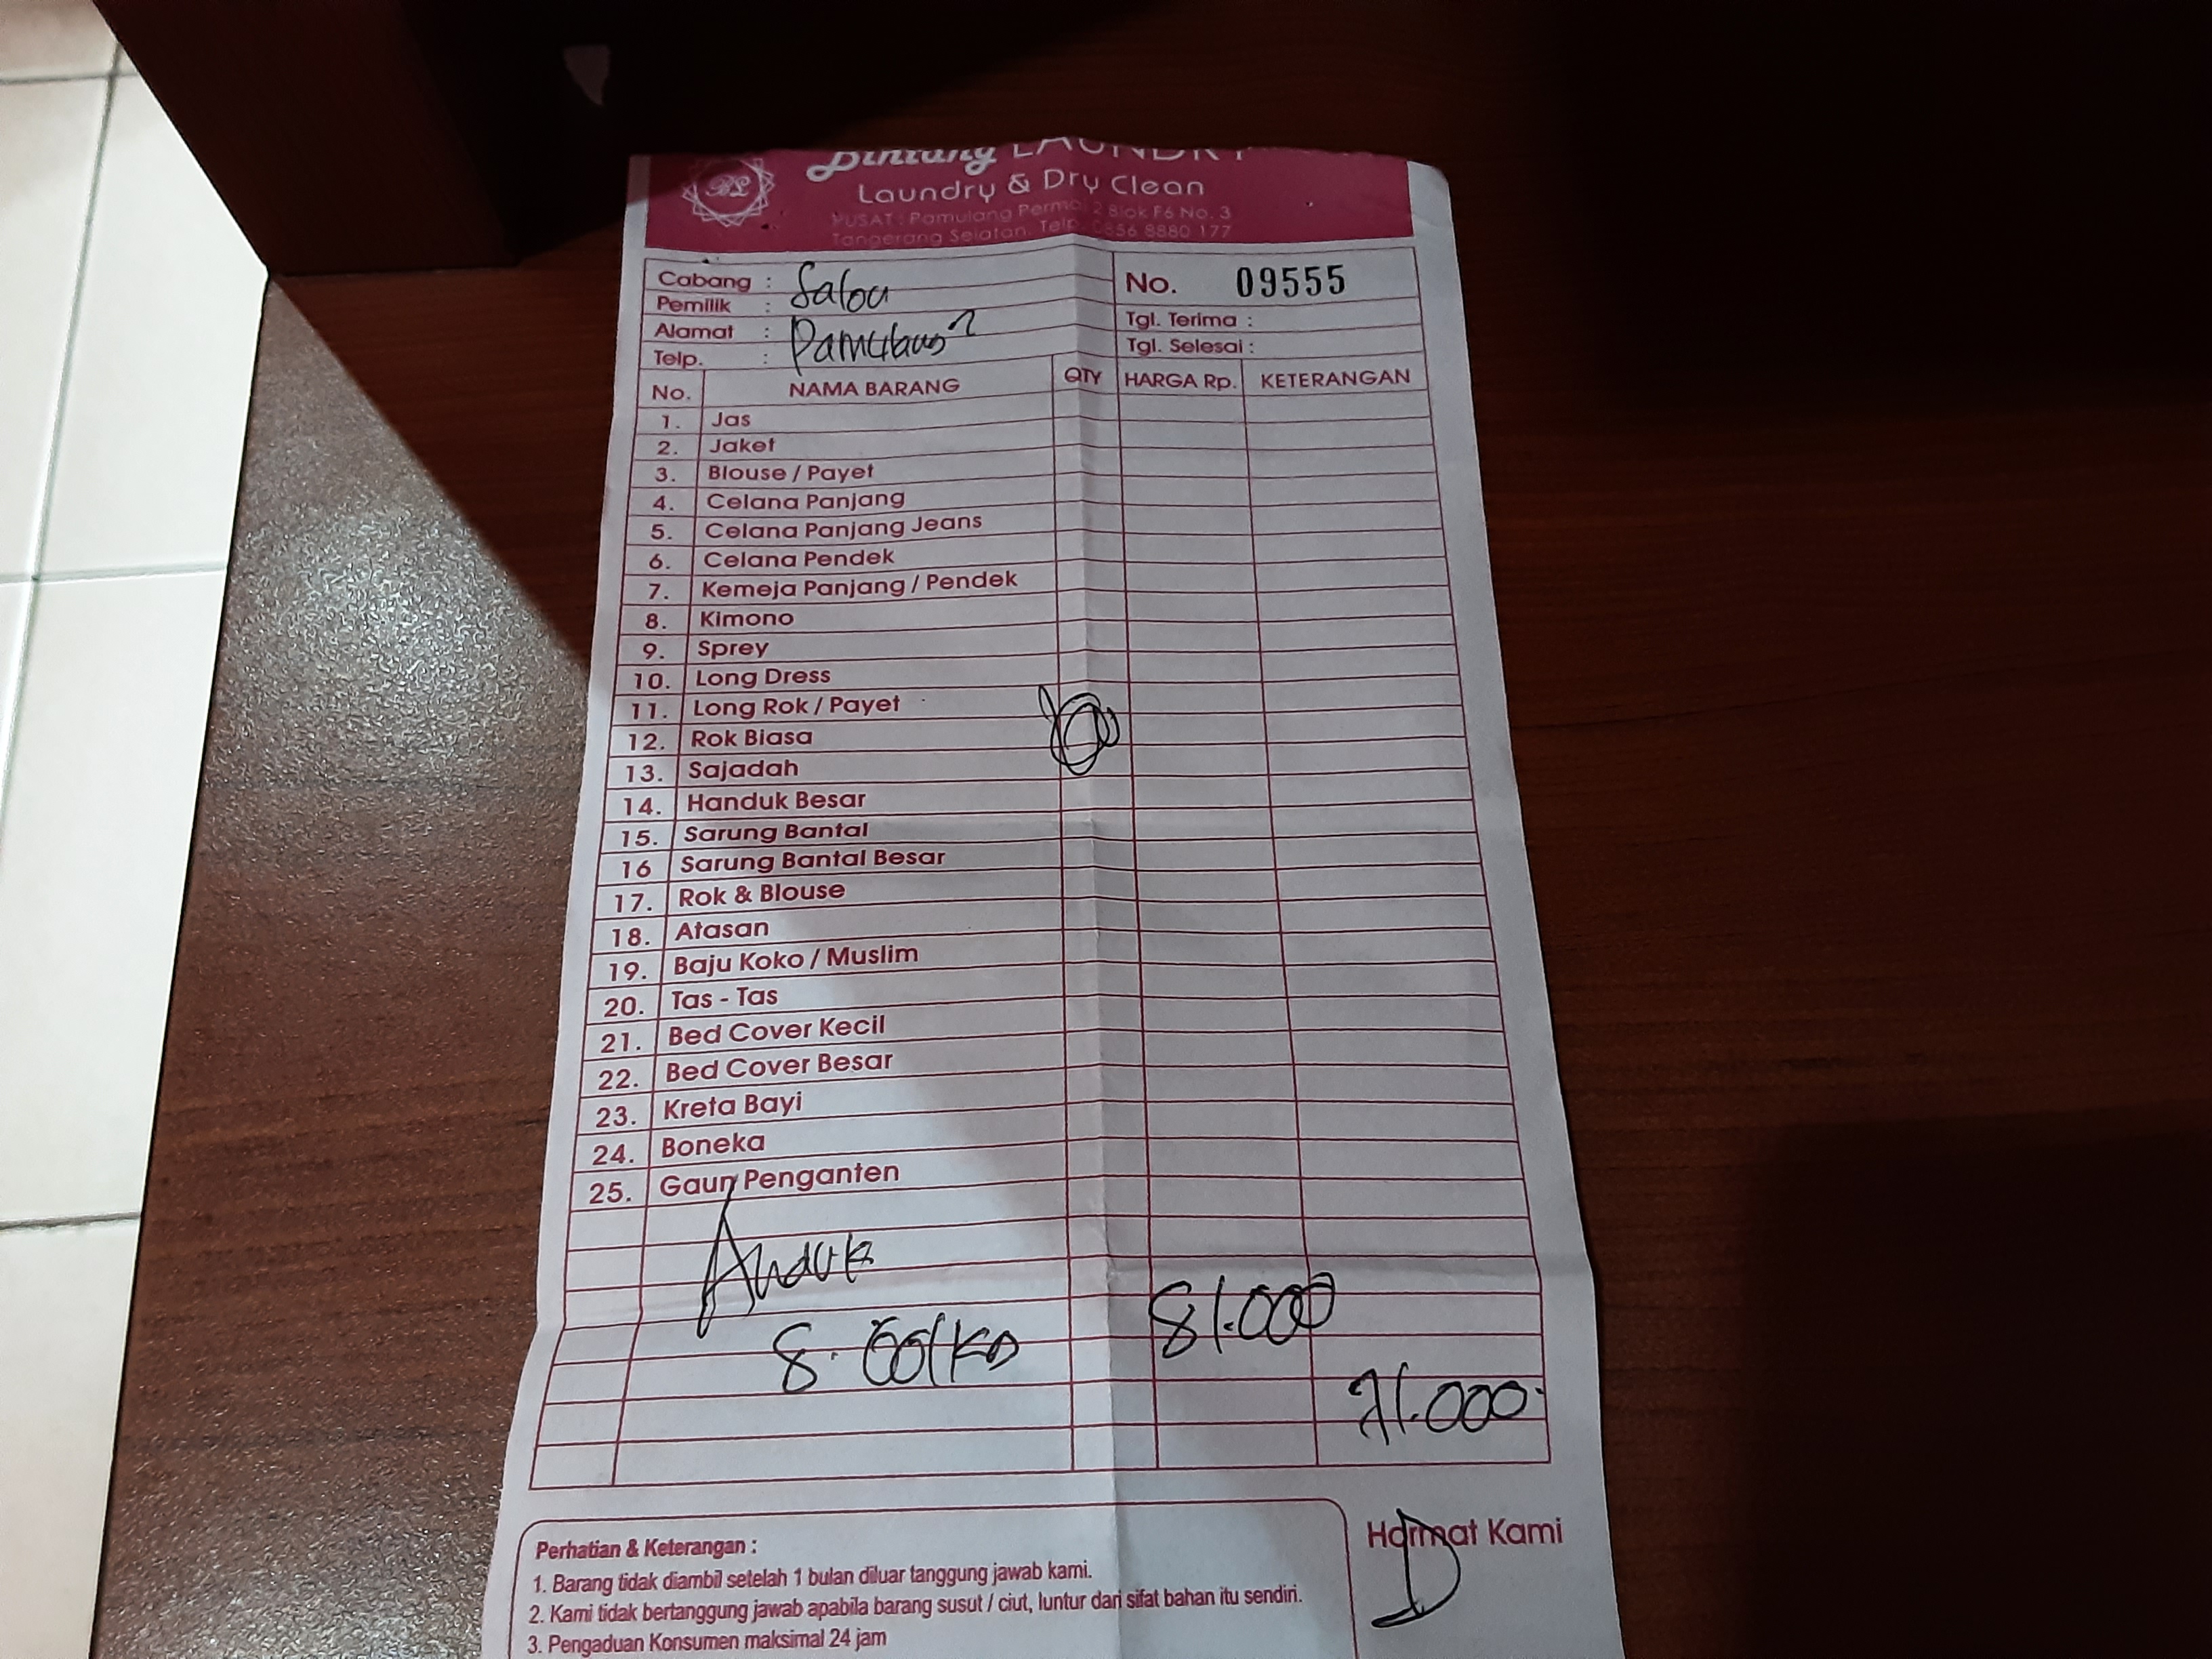 Bintang LAUNDRY
BL
Laundry & Dry Clean
PUSAT : Pamulang Permai 2 Blok F6 No. 3
Tangerang Selatan. Telp. 0856 8880 177
Cabang :
Pemilik : Salon
Alamat :
Telp. :
No. 09555
Tgl. Terima :
Tgl. Selesai :
No. NAMA BARANG QTY HARGA Rp. KETERANGAN
1. Jas
2. Jaket
3. Blouse / Payet
4. Celana Panjang
5. Celana Panjang Jeans
6. Celana Pendek
7. Kemeja Panjang / Pendek
8. Kimono
9. Sprey
10. Long Dress
11. Long Rok / Payet
12. Rok Biasa
13. Sajadah
14. Handuk Besar
15. Sarung Bantal
16 Sarung Bantal Besar
17. Rok & Blouse
18. Atasan
19. Baju Koko / Muslim
20. Tas - Tas
21. Bed Cover Kecil
22. Bed Cover Besar
23. Kreta Bayi
24. Boneka
25. Gaun Penganten
Anduk
81.000
71.000
Perhatian & Keterangan :
1. Barang tidak diambil setelah 1 bulan diluar tanggung jawab kami.
2. Kami tidak bertanggung jawab apabila barang susut / ciut, luntur dari sifat bahan itu sendiri.
3. Pengaduan Konsumen maksimal 24 jam
Hormat Kami